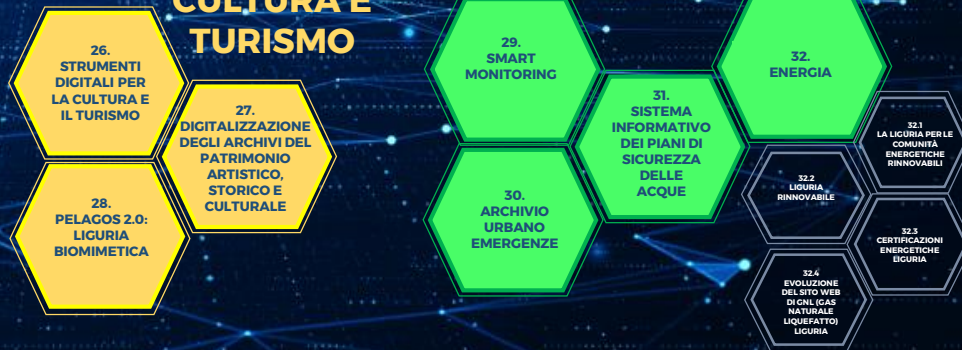 CULTURA E
TURISMO
26.
STRUMENTI
DIGITALI PER
LA CULTURA E
IL TURISMO
27.
DIGITALIZZAZIONE
DEGLI ARCHIVI DEL
PATRIMONIO
ARTISTICO,
STORICO E
CULTURALE
28.
PELAGOS 2.0:
LIGURIA
BIOMIMETICA
29.
SMART
MONITORING
30.
ARCHIVIO
URBANO
EMERGENZE
31.
SISTEMA
INFORMATIVO
DEI PIANI DI
SICUREZZA
DELLE
ACQUE
32.
ENERGIA
32.1
LA LIGURIA PER LE
COMUNITÀ
ENERGETICHE
RINNOVABILI
32.2
LIGURIA
RINNOVABILE
32.3
CERTIFICAZIONI
ENERGETICHE
LIGURIA
32.4
EVOLUZIONE
DEL SITO WEB
DI GNL (GAS
NATURALE
LIQUEFATTO)
LIGURIA